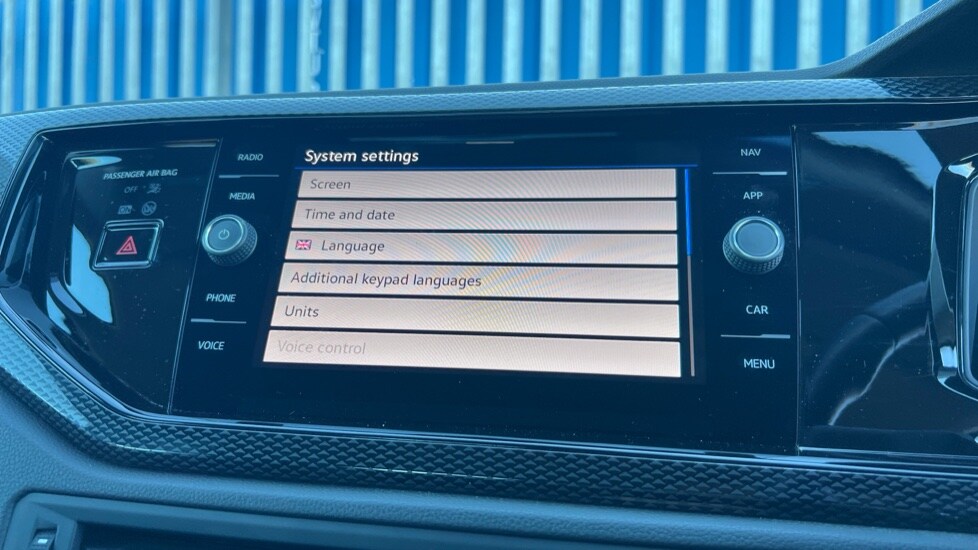 PASSENGER AIR BAG
OFF
RADIO
MEDIA
PHONE
VOICE
System settings
Screen
Time and date
Language
Additional keypad languages
Units
Voice control
NAV
APP
CAR
MENU